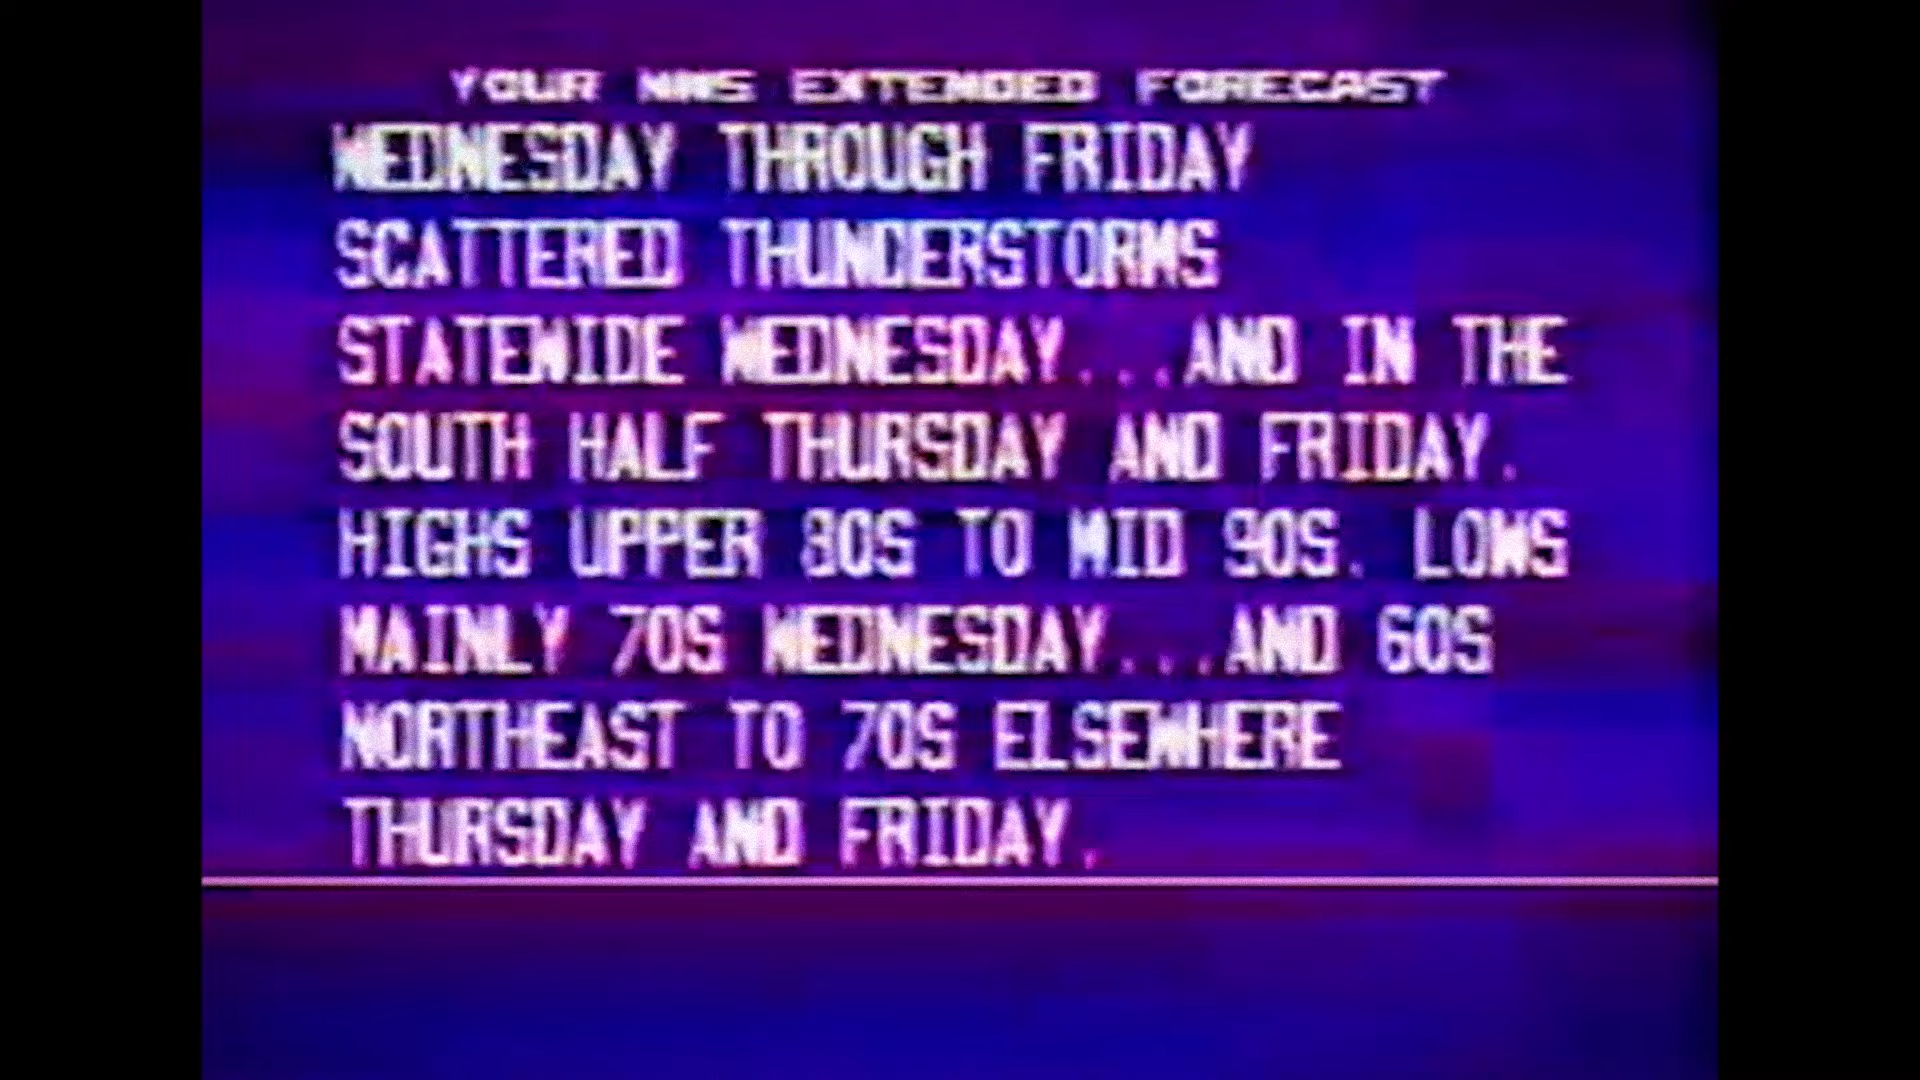 YOUR NWS EXTENDED FORECAST
WEDNESDAY THROUGH FRIDAY
SCATTERED THUNDERSTORMS
STATEWIDE WEDNESDAY...AND IN THE
SOUTH HALF THURSDAY AND FRIDAY.
HIGHS UPPER 80S TO MID 90S. LOWS
MAINLY 70S WEDNESDAY...AND 60S
NORTHEAST TO 70S ELSEWHERE
THURSDAY AND FRIDAY.